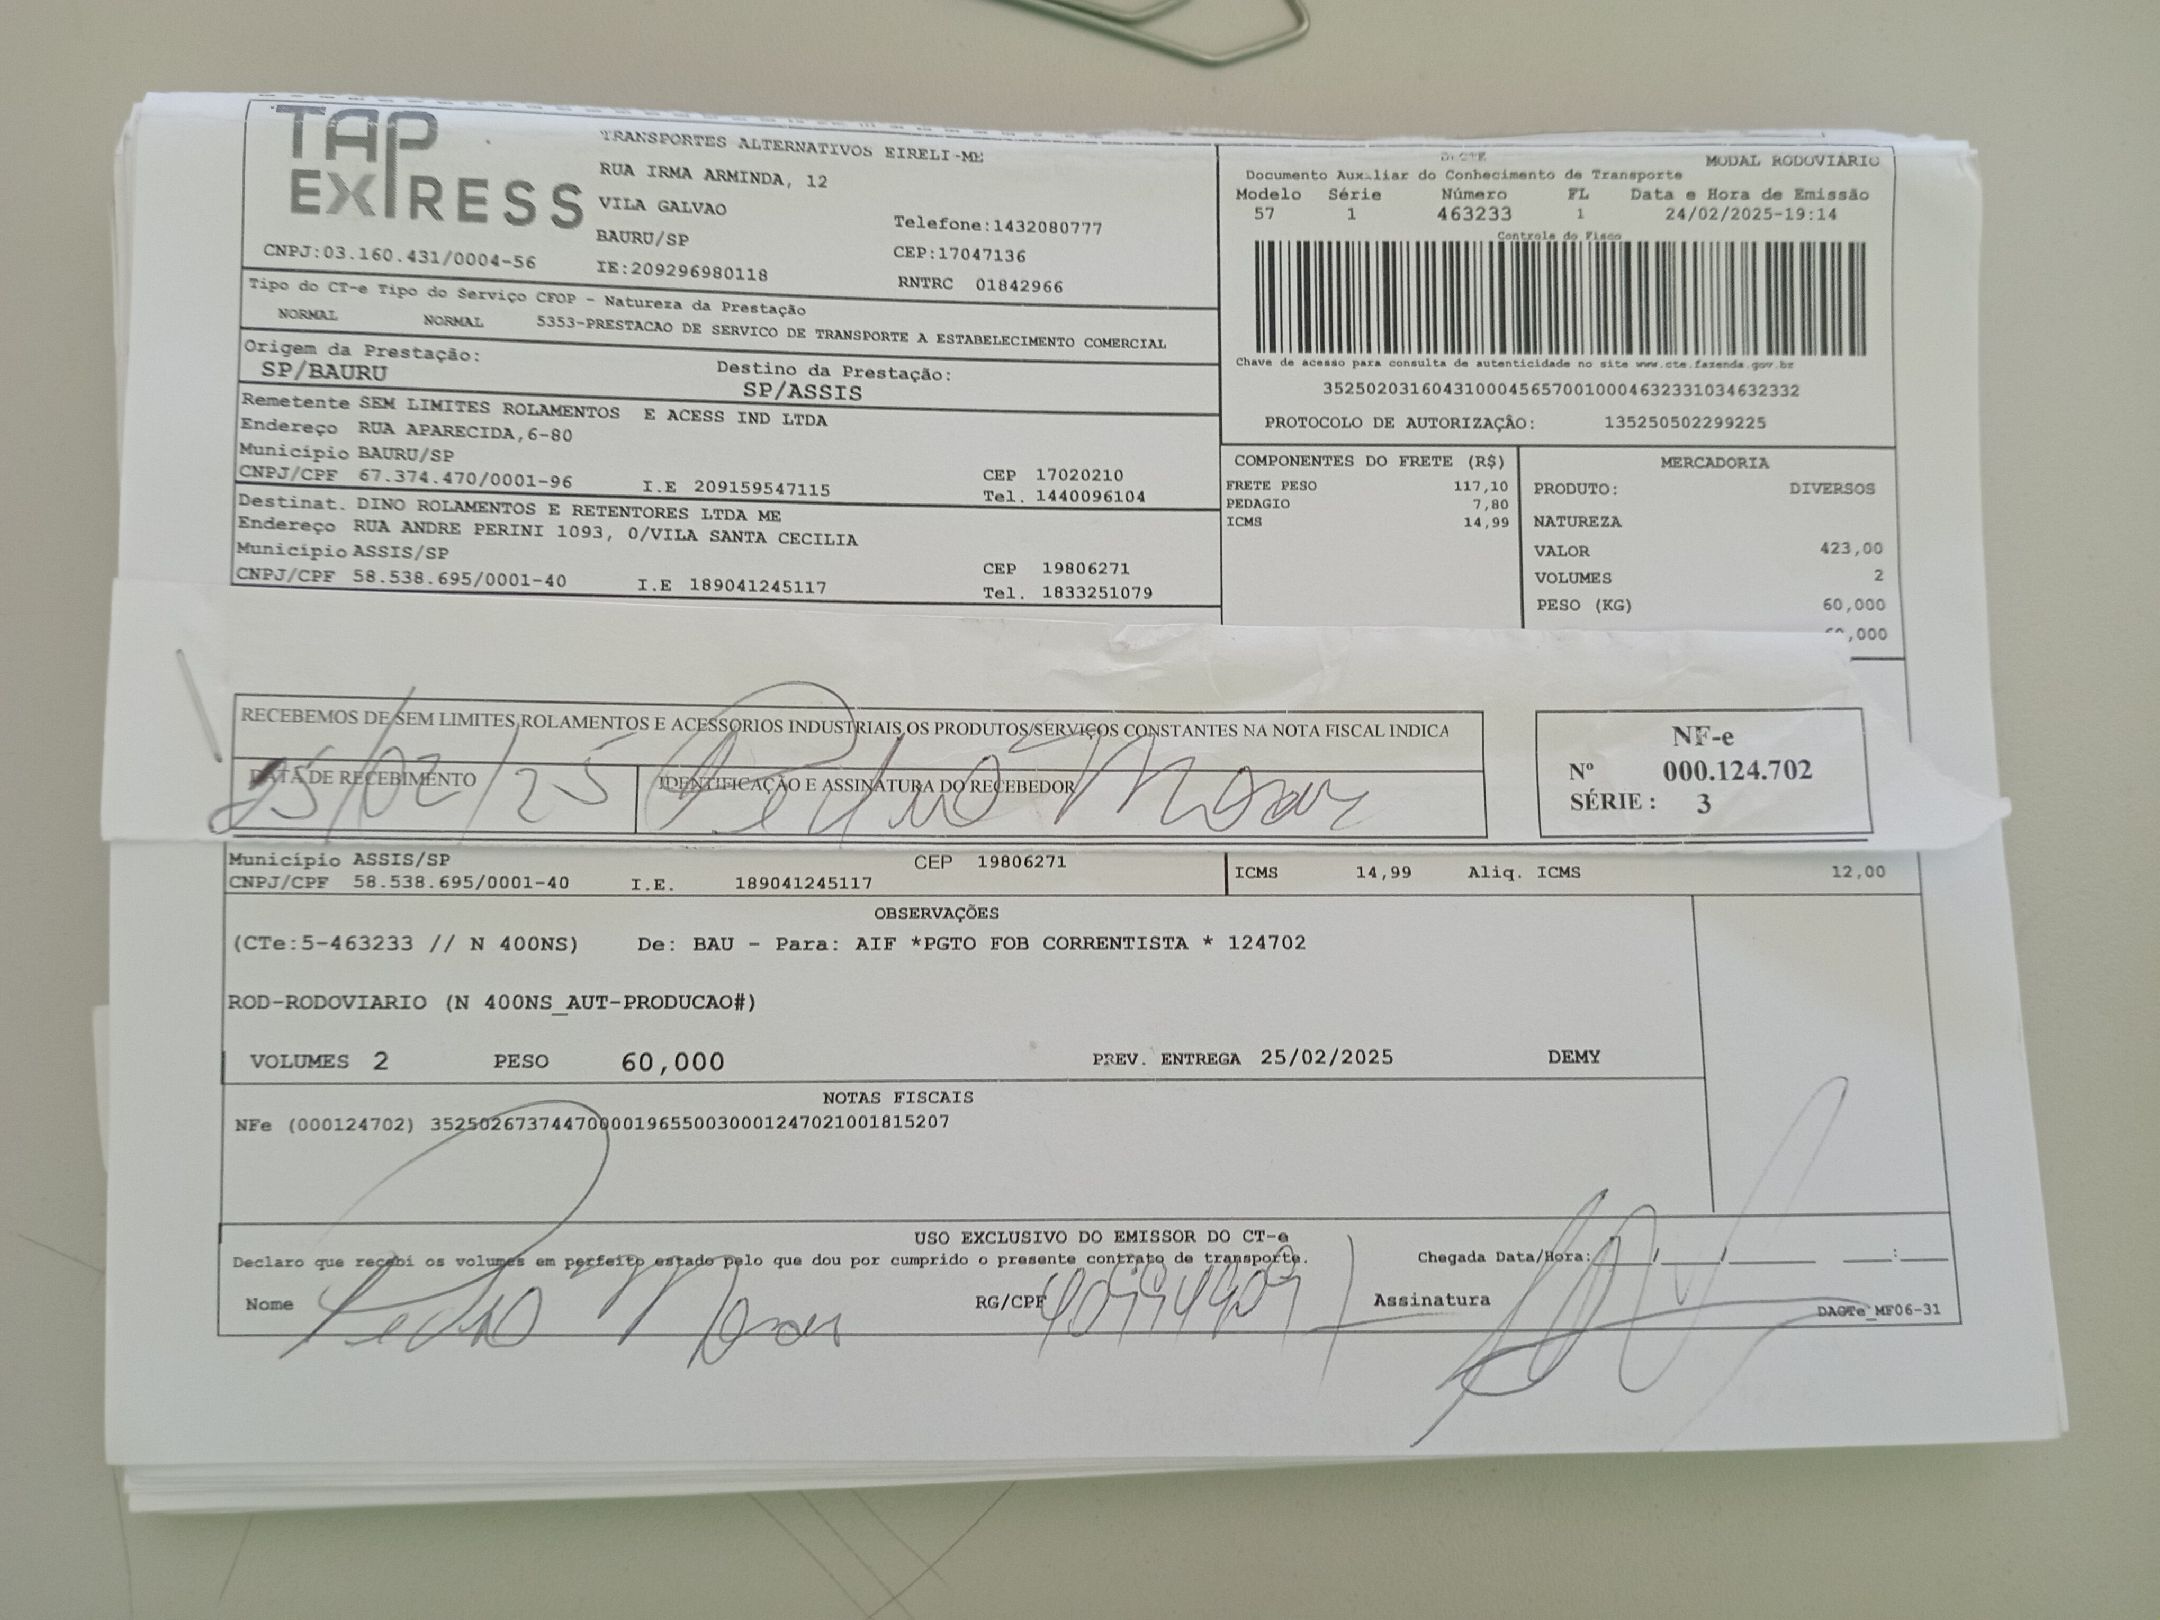 TAP EXPRESS
TRANSPORTES ALTERNATIVOS EIRELI-ME
RUA IRMA ARMINDA, 12
VILA GALVAO
BAURU/SP
IE:209296980118
CNPJ:03.160.431/0004-56
Telefone:1432080777
CEP:17047136
RNTRC 01842966
Tipo do CT-e Tipo do Serviço CFOP - Natureza da Prestação
NORMAL NORMAL 5353-PRESTACAO DE SERVICO DE TRANSPORTE A ESTABELECIMENTO COMERCIAL
Origem da Prestação: Destino da Prestação:
SP/BAURU SP/ASSIS
Remetente SEM LIMITES ROLAMENTOS E ACESS IND LTDA
Endereço RUA APARECIDA,6-80
Município BAURU/SP CEP 17020210
CNPJ/CPF 67.374.470/0001-96 I.E 209159547115 Tel. 1440096104
Destinat. DINO ROLAMENTOS E RETENTORES LTDA ME
Endereço RUA ANDRE PERINI 1093, 0/VILA SANTA CECILIA
Município ASSIS/SP CEP 19806271
CNPJ/CPF 58.538.695/0001-40 I.E 189041245117 Tel. 1833251079
MODAL RODOVIARIO
Documento Auxiliar do Conhecimento de Transporte
Modelo Série Número FL Data e Hora de Emissão
57 1 463233 1 24/02/2025-19:14
Controle do Fisco
Chave de acesso para consulta de autenticidade no site www.cte.fazenda.gov.br
35250203160431000456570010004632331034632332
PROTOCOLO DE AUTORIZAÇÃO: 135250502299225
COMPONENTES DO FRETE (R$)
FRETE PESO 117,10
PEDAGIO 7,80
ICMS 14,99
MERCADORIA
PRODUTO: DIVERSOS
NATUREZA
VALOR 423,00
VOLUMES 2
PESO (KG) 60,000
RECEBEMOS DE SEM LIMITES ROLAMENTOS E ACESSORIOS INDUSTRIAIS OS PRODUTOS/SERVIÇOS CONSTANTES NA NOTA FISCAL INDICA
DATA DE RECEBIMENTO
25/02/25
IDENTIFICAÇÃO E ASSINATURA DO RECEBEDOR
Pedro
NF-e
Nº 000.124.702
SÉRIE : 3
Município ASSIS/SP CEP 19806271
CNPJ/CPF 58.538.695/0001-40 I.E. 189041245117
ICMS 14,99 Aliq. ICMS 12,00
OBSERVAÇÕES
(CTe:5-463233 // N 400NS) De: BAU - Para: AIF *PGTO FOB CORRENTISTA * 124702
ROD-RODOVIARIO (N 400NS_AUT-PRODUCAO#)
VOLUMES 2 PESO 60,000 PREV. ENTREGA 25/02/2025 DEMY
NOTAS FISCAIS
NFe (000124702) 35250267374470000196550030001247021001815207
USO EXCLUSIVO DO EMISSOR DO CT-e
Declaro que recebi os volumes em perfeito estado pelo que dou por cumprido o presente contrato de transporte.
Chegada Data/Hora: / / :
Nome Pedro RG/CPF Assinatura
DACTe_MF06-31